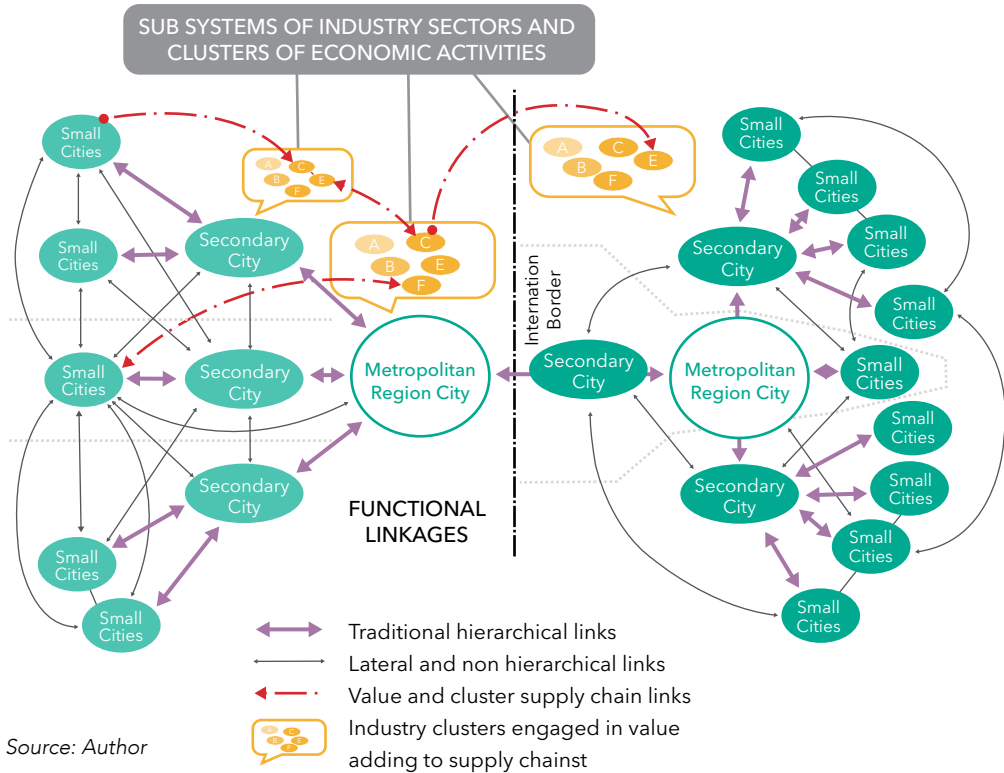 SUB SYSTEMS OF INDUSTRY SECTORS AND
CLUSTERS OF ECONOMIC ACTIVITIES
Small
Cities
A
C
B
E
F
A
C
B
E
F
A
C
B
E
F
Small
Cities
Small
Cities
Small
Cities
Small
Cities
Small
Cities
Secondary
City
Secondary
City
Secondary
City
Small
Cities
Small
Cities
Metropolitan
Region City
Internation
Border
Secondary
City
Secondary
City
Metropolitan
Region City
Secondary
City
Small
Cities
Small
Cities
Small
Cities
Small
Cities
Small
Cities
Small
Cities
FUNCTIONAL
LINKAGES
Traditional hierarchical links
Lateral and non hierarchical links
Value and cluster supply chain links
A
C
B
E
F
Industry clusters engaged in value
adding to supply chainst
Source: Author